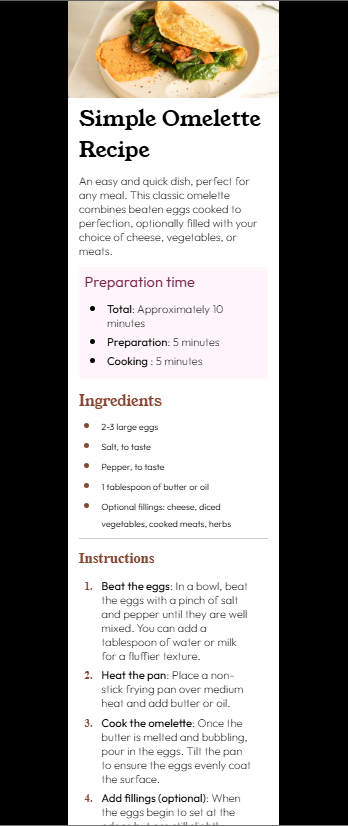 Simple Omelette
Recipe
An easy and quick dish, perfect for
any meal. This classic omelette
combines beaten eggs cooked to
perfection, optionally filled with your
choice of cheese, vegetables, or
meats.
Preparation time
Total: Approximately 10
minutes
Preparation: 5 minutes
Cooking : 5 minutes
Ingredients
2-3 large eggs
Salt, to taste
Pepper, to taste
1 tablespoon of butter or oil
Optional fillings: cheese, diced
vegetables, cooked meats, herbs
Instructions
1. Beat the eggs: In a bowl, beat
the eggs with a pinch of salt
and pepper until they are well
mixed. You can add a
tablespoon of water or milk
for a fluffier texture.
2. Heat the pan: Place a non-
stick frying pan over medium
heat and add butter or oil.
3. Cook the omelette: Once the
butter is melted and bubbling,
pour in the eggs. Tilt the pan
to ensure the eggs evenly coat
the surface.
4. Add fillings (optional): When
the eggs begin to set at the